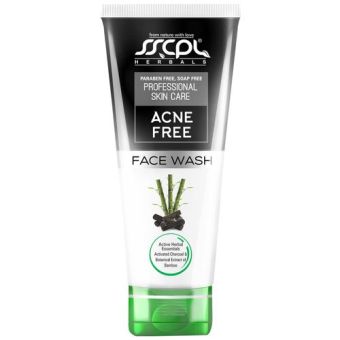 from nature with love
SSCPL®
HERBALS
PARABEN FREE, SOAP FREE
PROFESSIONAL
SKIN CARE
ACNE
FREE
FACE WASH
Active Herbal
Essentials
Activated Charcoal &
Botanical Extract of
Bamboo